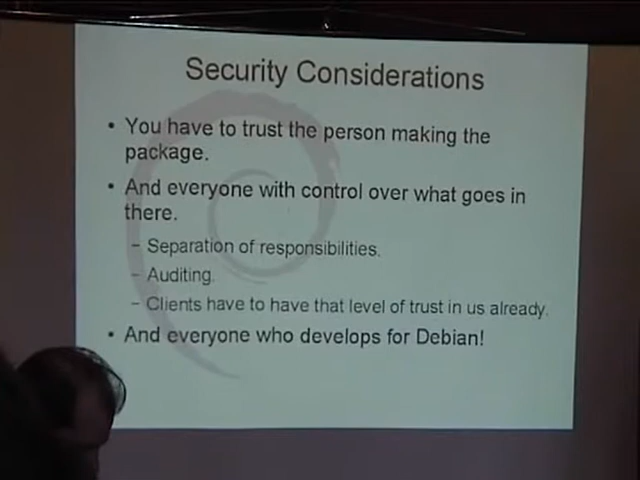 Security Considerations
• You have to trust the person making the
package.
• And everyone with control over what goes in
there.
– Separation of responsibilities.
– Auditing.
– Clients have to have that level of trust in us already.
• And everyone who develops for Debian!